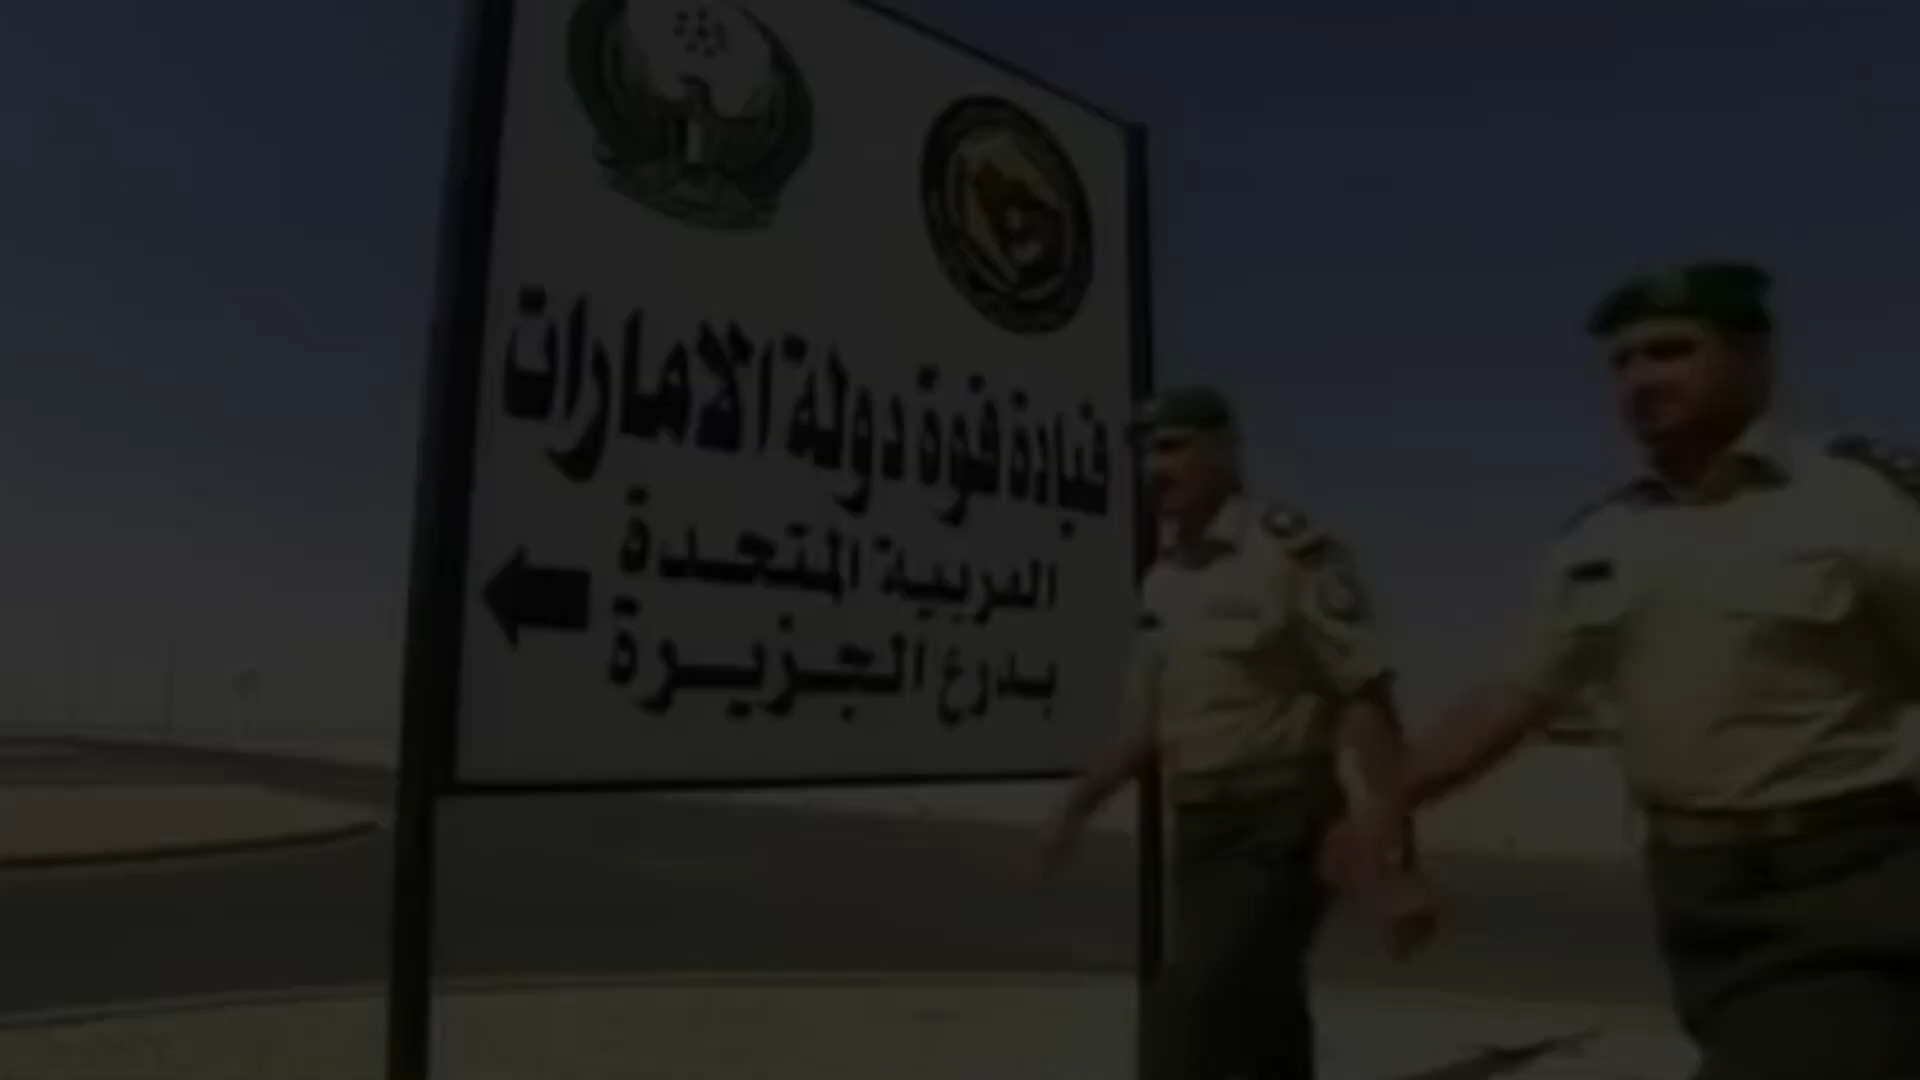 قيادة قوة دولة الامارات
العربية المتحدة
بدرع الجزيرة